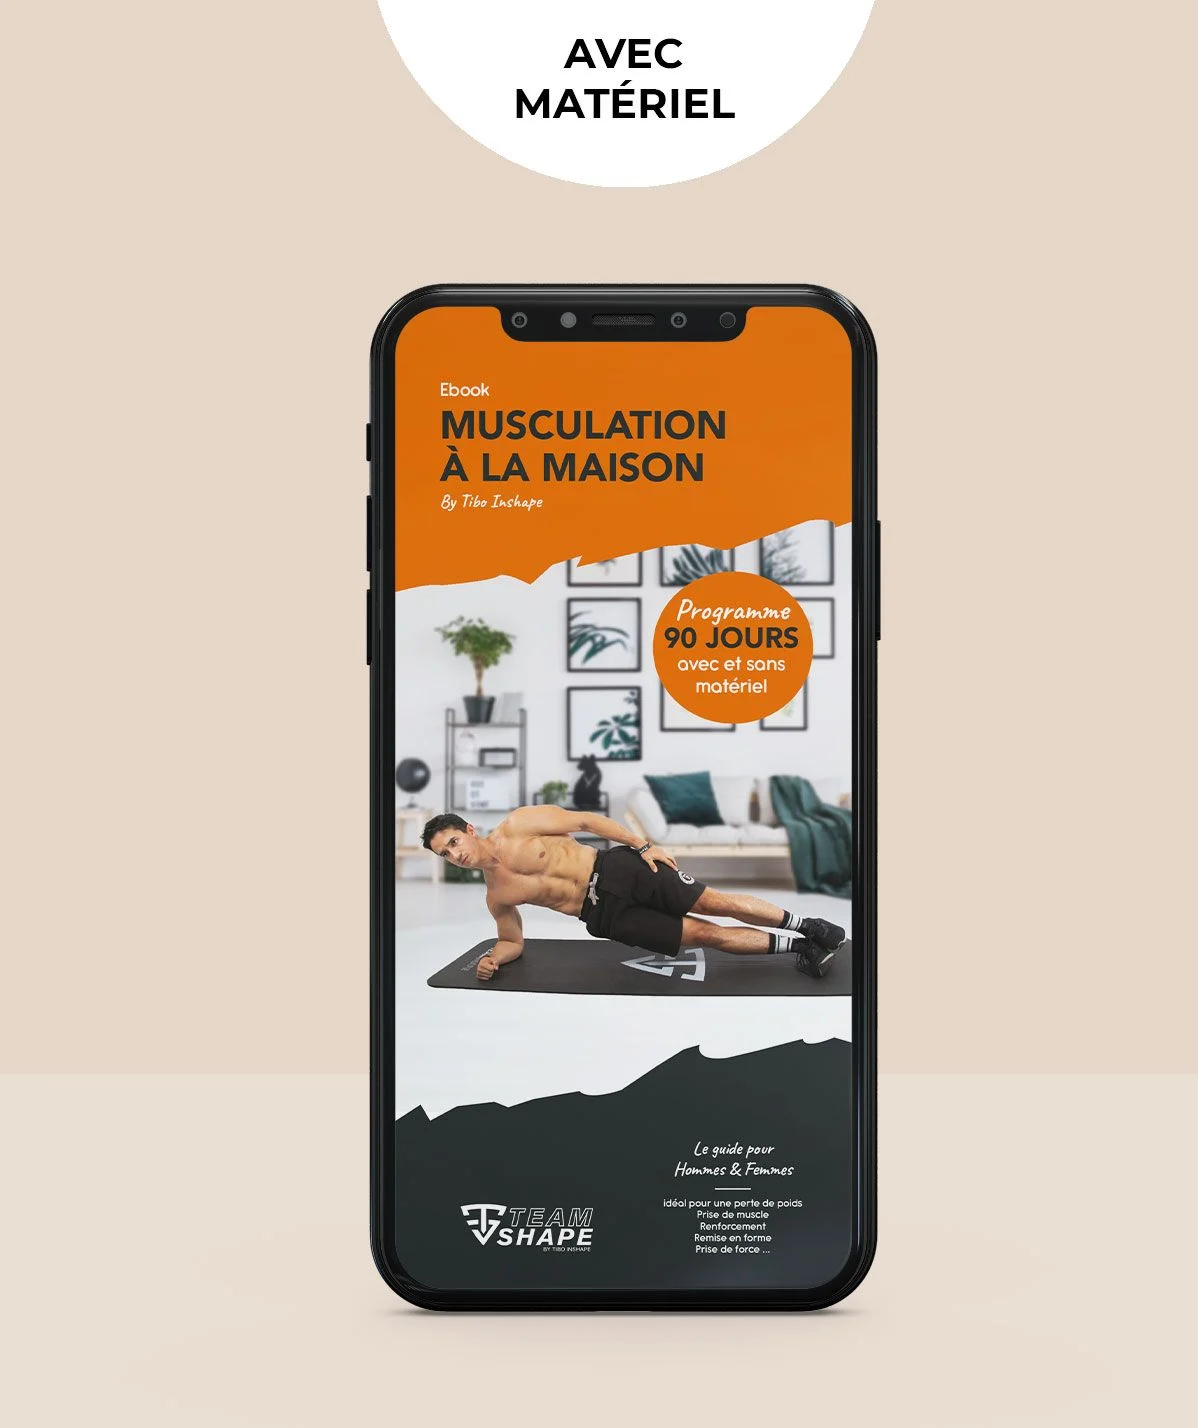 AVEC
MATÉRIEL
Ebook
MUSCULATION
À LA MAISON
By Tibo Inshape
Programme
90 JOURS
avec et sans
matériel
Le guide pour
Hommes & Femmes
idéal pour une perte de poids
Prise de muscle
Renforcement
Remise en forme
Prise de force ...
TEAM
SHAPE
BY TIBO INSHAPE